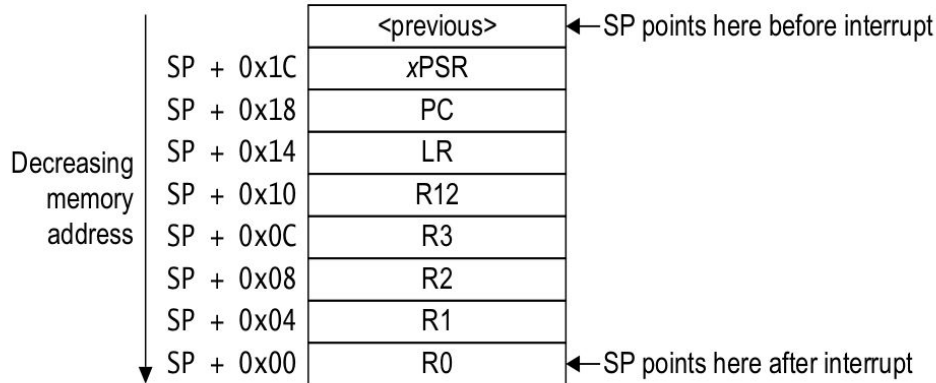 <previous>
SP points here before interrupt
SP + 0x1C xPSR
SP + 0x18 PC
SP + 0x14 LR
Decreasing
memory
address
SP + 0x10 R12
SP + 0x0C R3
SP + 0x08 R2
SP + 0x04 R1
SP + 0x00 R0
SP points here after interrupt